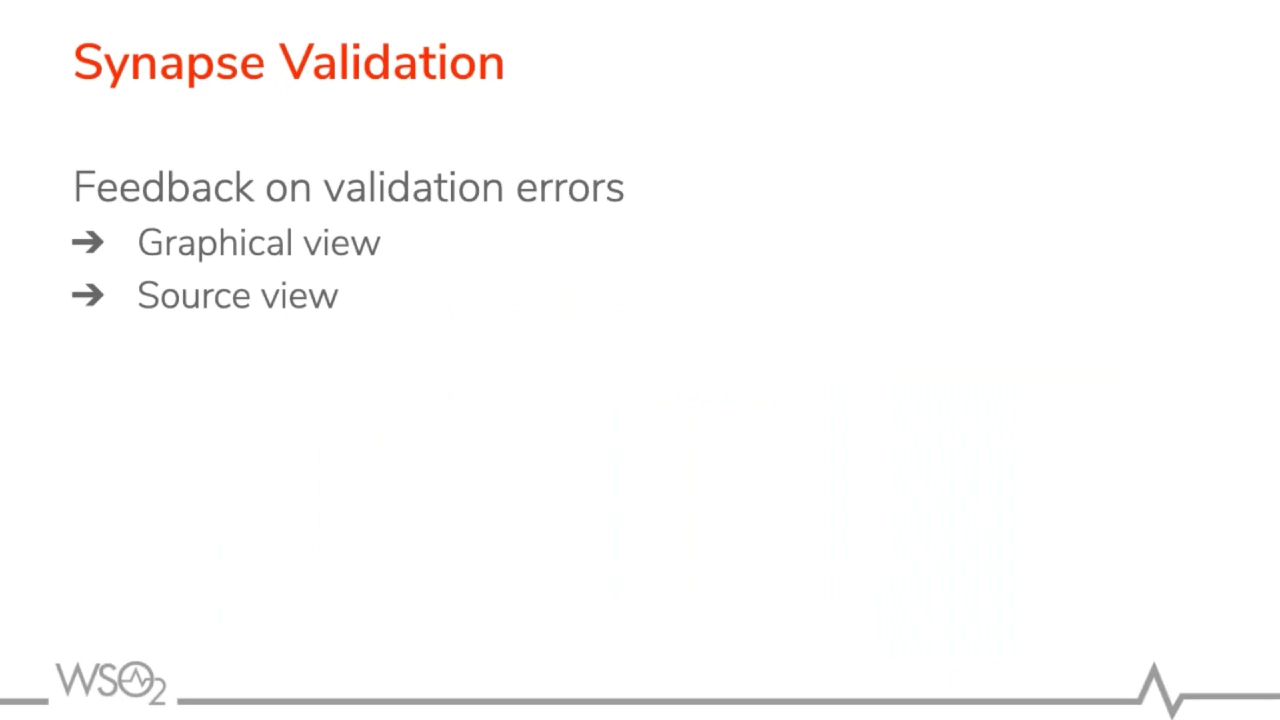 Synapse Validation
Feedback on validation errors
➔ Graphical view
➔ Source view
WSO2